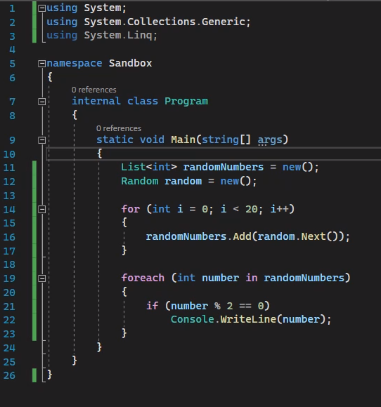 1 using System;
2 using System.Collections.Generic;
3 using System.Linq;
4
5 namespace Sandbox
6 {
0 references
7 internal class Program
8 {
0 references
9 static void Main(string[] args)
10 {
11 List<int> randomNumbers = new();
12 Random random = new();
13
14 for (int i = 0; i < 20; i++)
15 {
16 randomNumbers.Add(random.Next());
17 }
18
19 foreach (int number in randomNumbers)
20 {
21 if (number % 2 == 0)
22 Console.WriteLine(number);
23 }
24 }
25 }
26 }